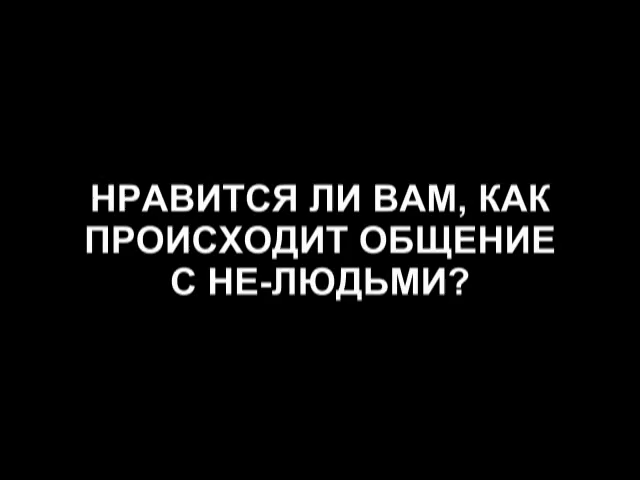 НРАВИТСЯ ЛИ ВАМ, КАК
ПРОИСХОДИТ ОБЩЕНИЕ
С НЕ-ЛЮДЬМИ?